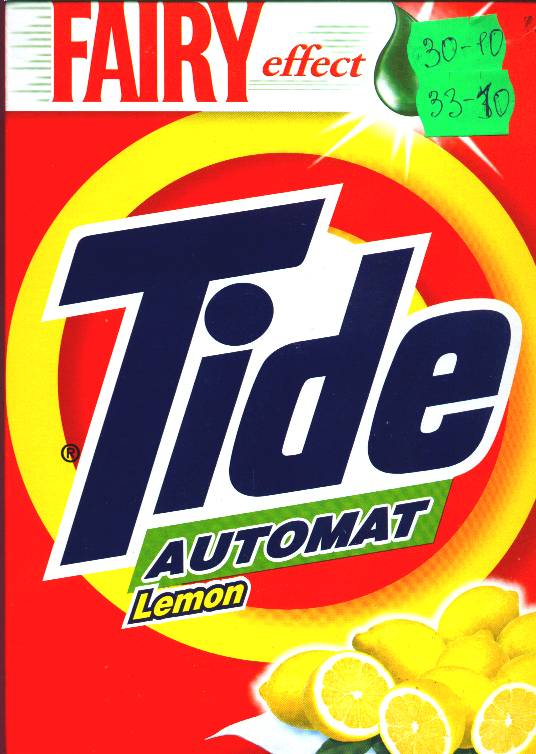 FAIRY effect
30-10
33-10
Tide
®
AUTOMAT
Lemon